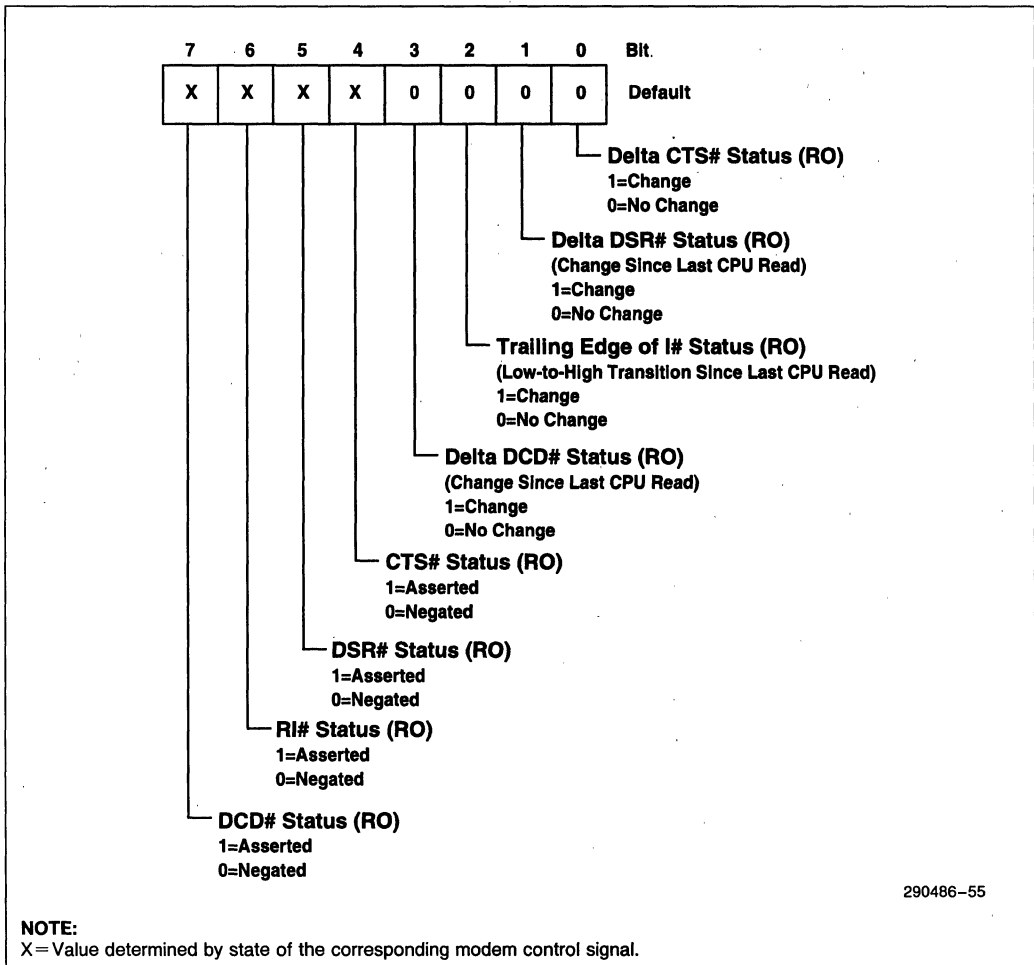 7 6 5 4 3 2 1 0 Bit
X X X X 0 0 0 0 Default
Delta CTS# Status (RO)
1=Change
0=No Change
Delta DSR# Status (RO)
(Change Since Last CPU Read)
1=Change
0=No Change
Trailing Edge of I# Status (RO)
(Low-to-High Transition Since Last CPU Read)
1=Change
0=No Change
Delta DCD# Status (RO)
(Change Since Last CPU Read)
1=Change
0=No Change
CTS# Status (RO)
1=Asserted
0=Negated
DSR# Status (RO)
1=Asserted
0=Negated
RI# Status (RO)
1=Asserted
0=Negated
DCD# Status (RO)
1=Asserted
0=Negated
290486–55
NOTE:
X=Value determined by state of the corresponding modem control signal.